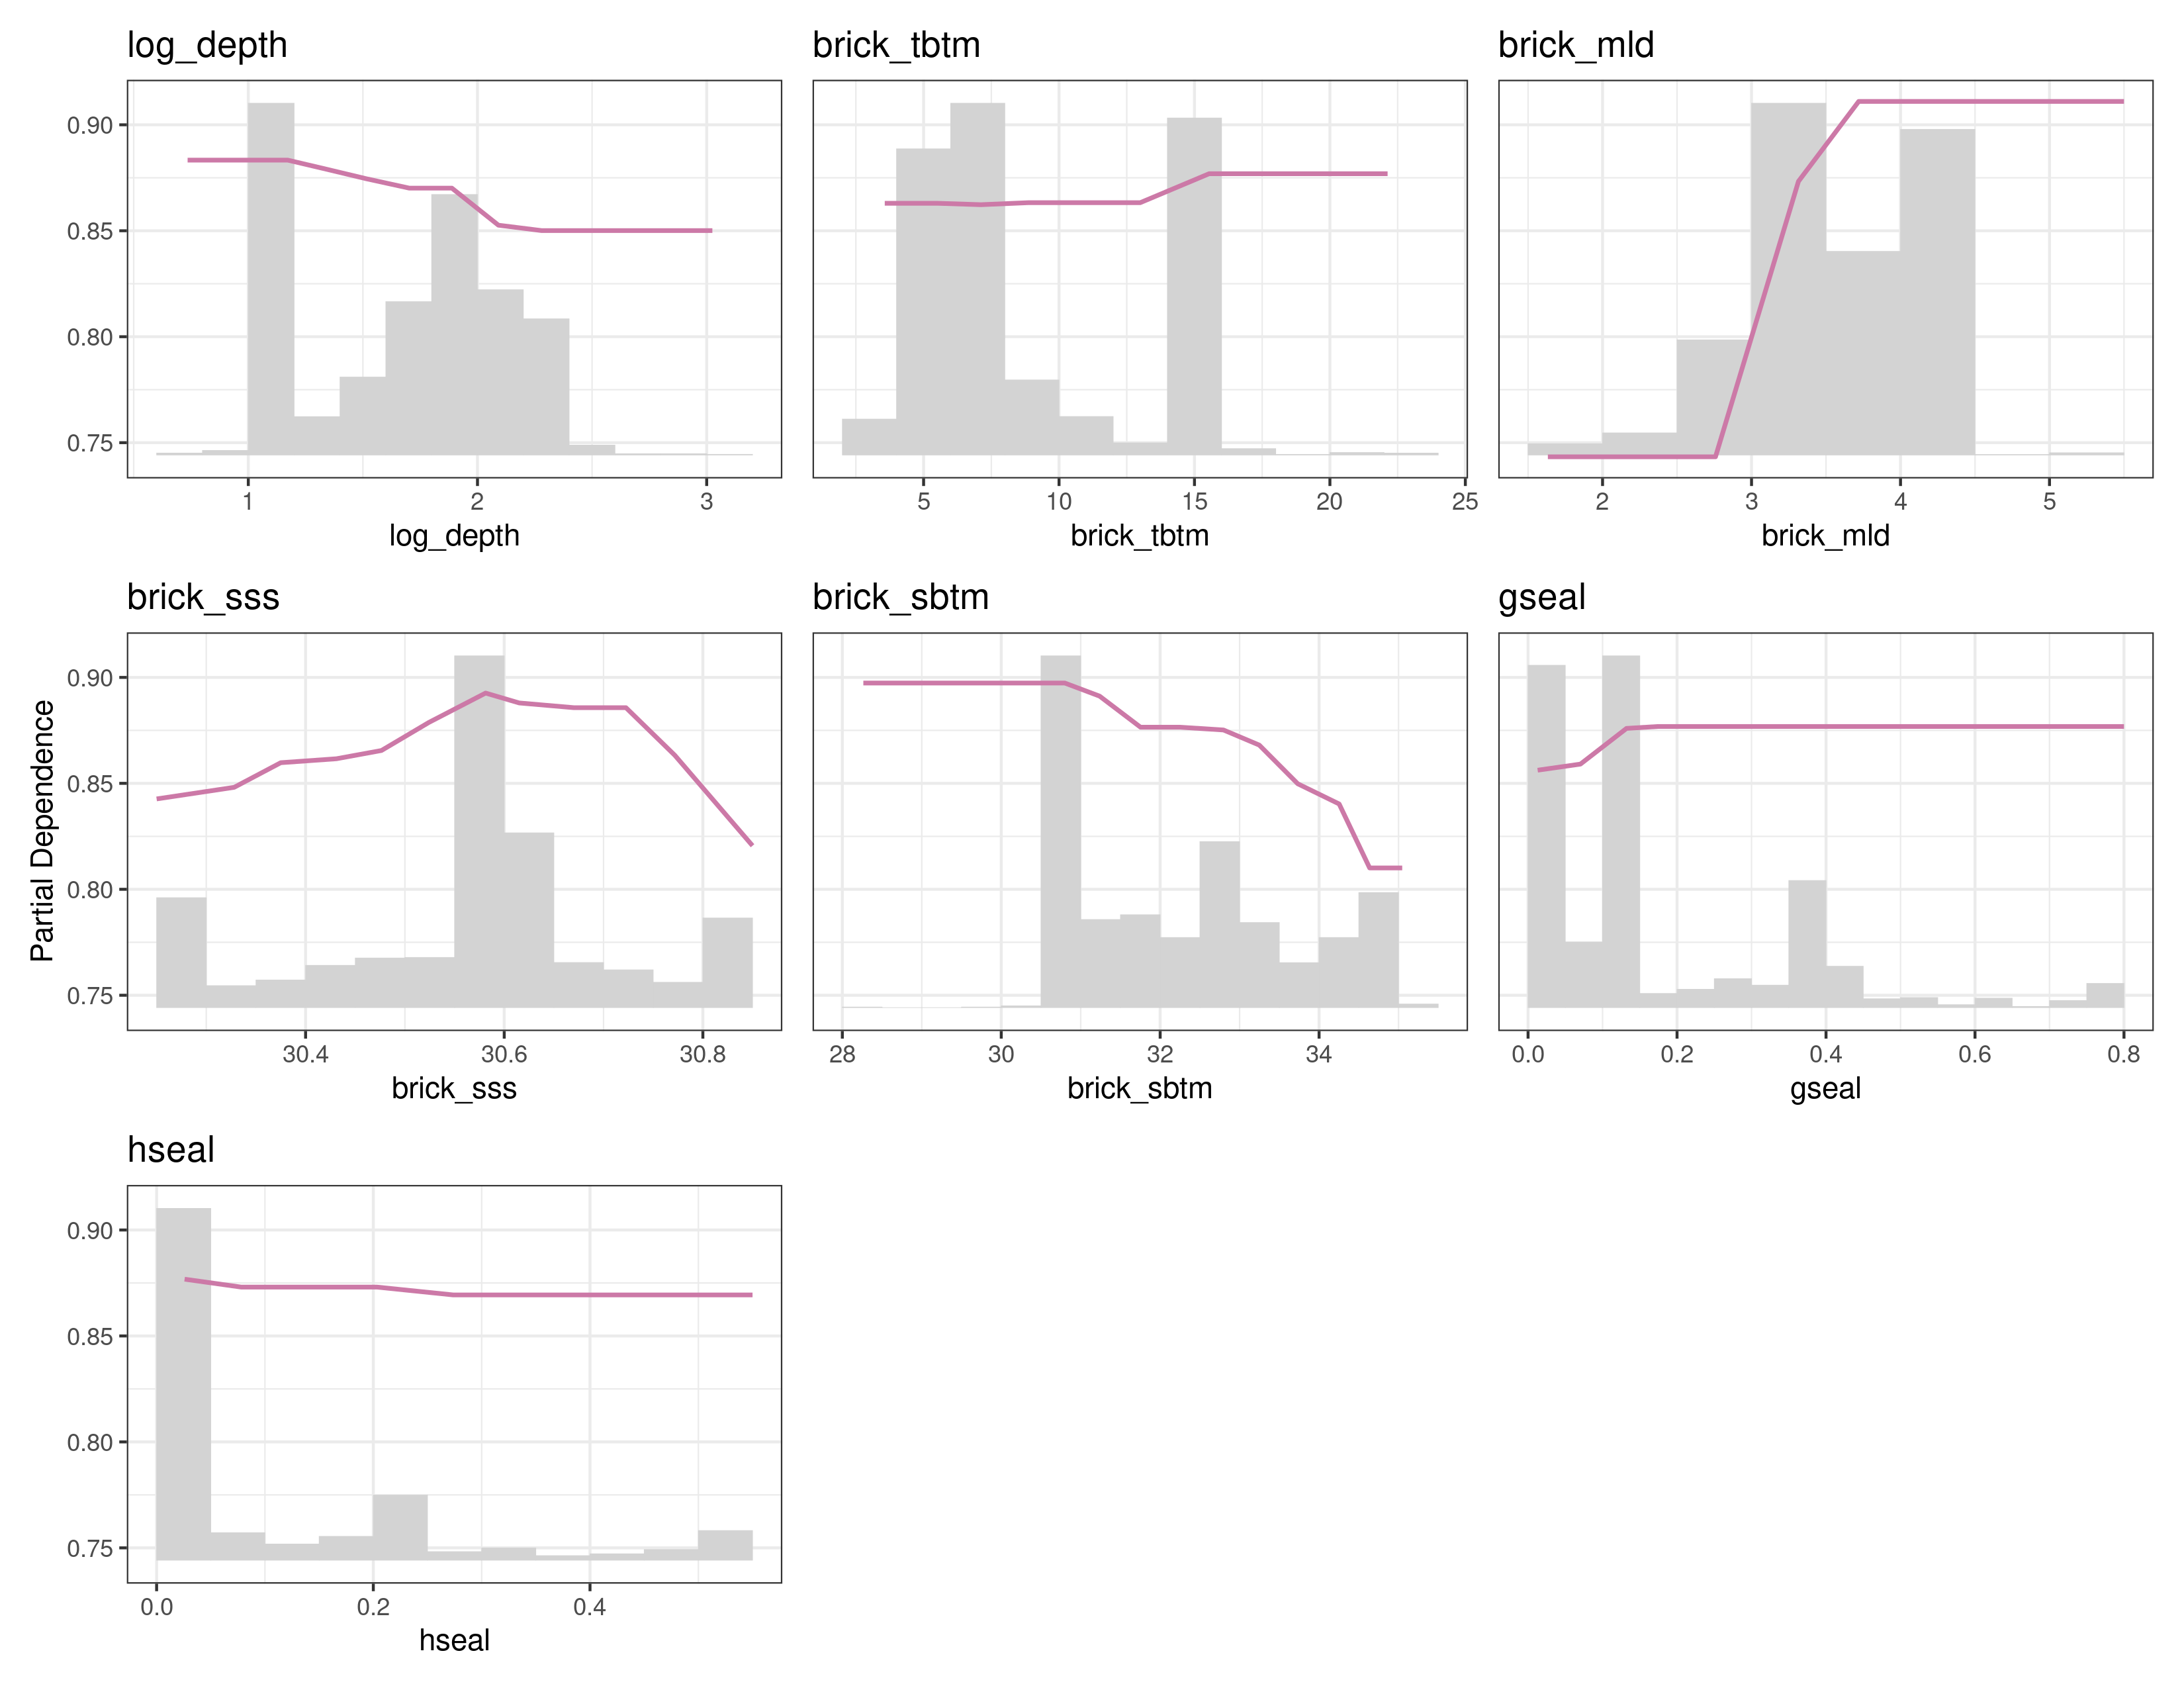 log_depth
brick_tbtm
brick_mld
0.90
0.85
0.80
0.75
1 2 3
5 10 15 20 25
2 3 4 5
log_depth
brick_tbtm
brick_mld
brick_sss
brick_sbtm
gseal
Partial Dependence
0.90
0.85
0.80
0.75
30.4 30.6 30.8
28 30 32 34
0.0 0.2 0.4 0.6 0.8
brick_sss
brick_sbtm
gseal
hseal
0.90
0.85
0.80
0.75
0.0 0.2 0.4
hseal